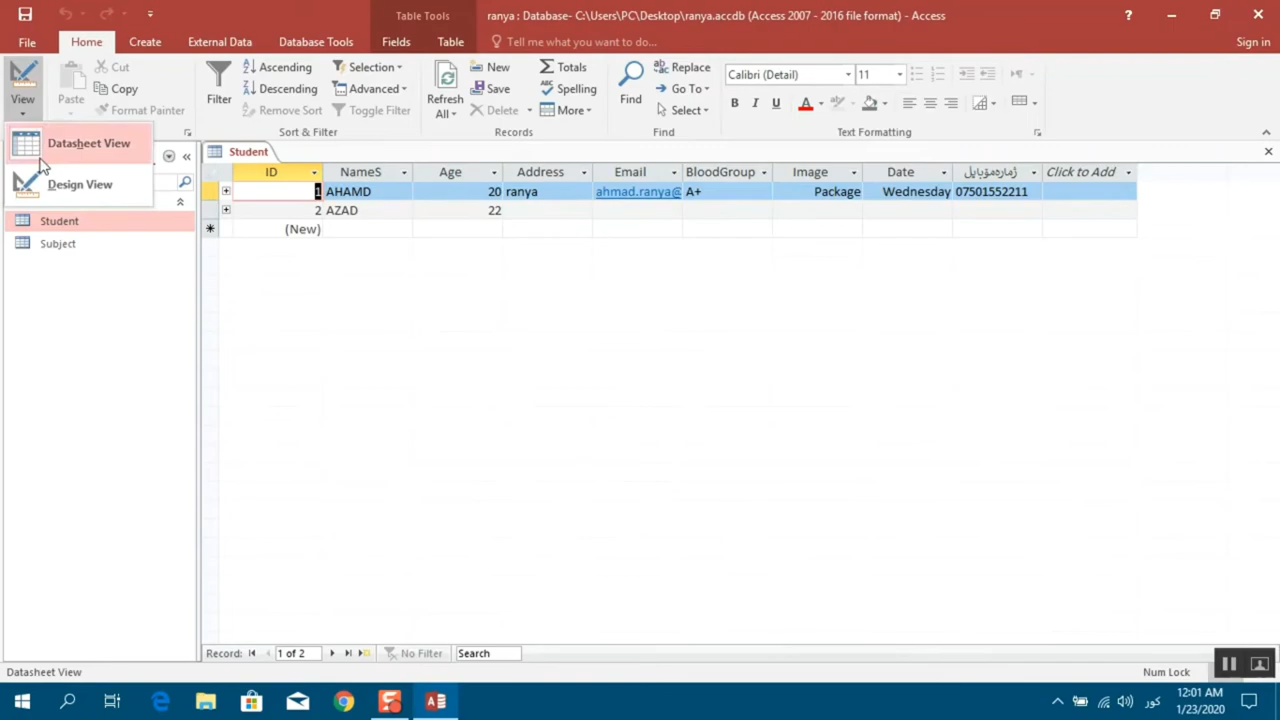 Table Tools
ranya : Database- C:\Users\PC\Desktop\ranya.accdb (Access 2007 - 2016 file format) - Access
File Home Create External Data Database Tools Fields Table Tell me what you want to do... Sign in
View
Paste
Cut
Copy
Format Painter
Filter
Ascending
Descending
Remove Sort
Selection
Advanced
Toggle Filter
Sort & Filter
Refresh All
New
Save
Delete
Totals
Spelling
More
Records
Find
Replace
Go To
Select
Find
Calibri (Detail) 11
B I U A
Text Formatting
Datasheet View
Design View
Student
Subject
Student
ID NameS Age Address Email BloodGroup Image Date ژمارەمۆبایل Click to Add
1 AHAMD 20 ranya ahmad.ranya@ A+ Package Wednesday 07501552211
2 AZAD 22
(New)
Record: 1 of 2 No Filter Search
Datasheet View Num Lock
كور
12:01 AM
1/23/2020